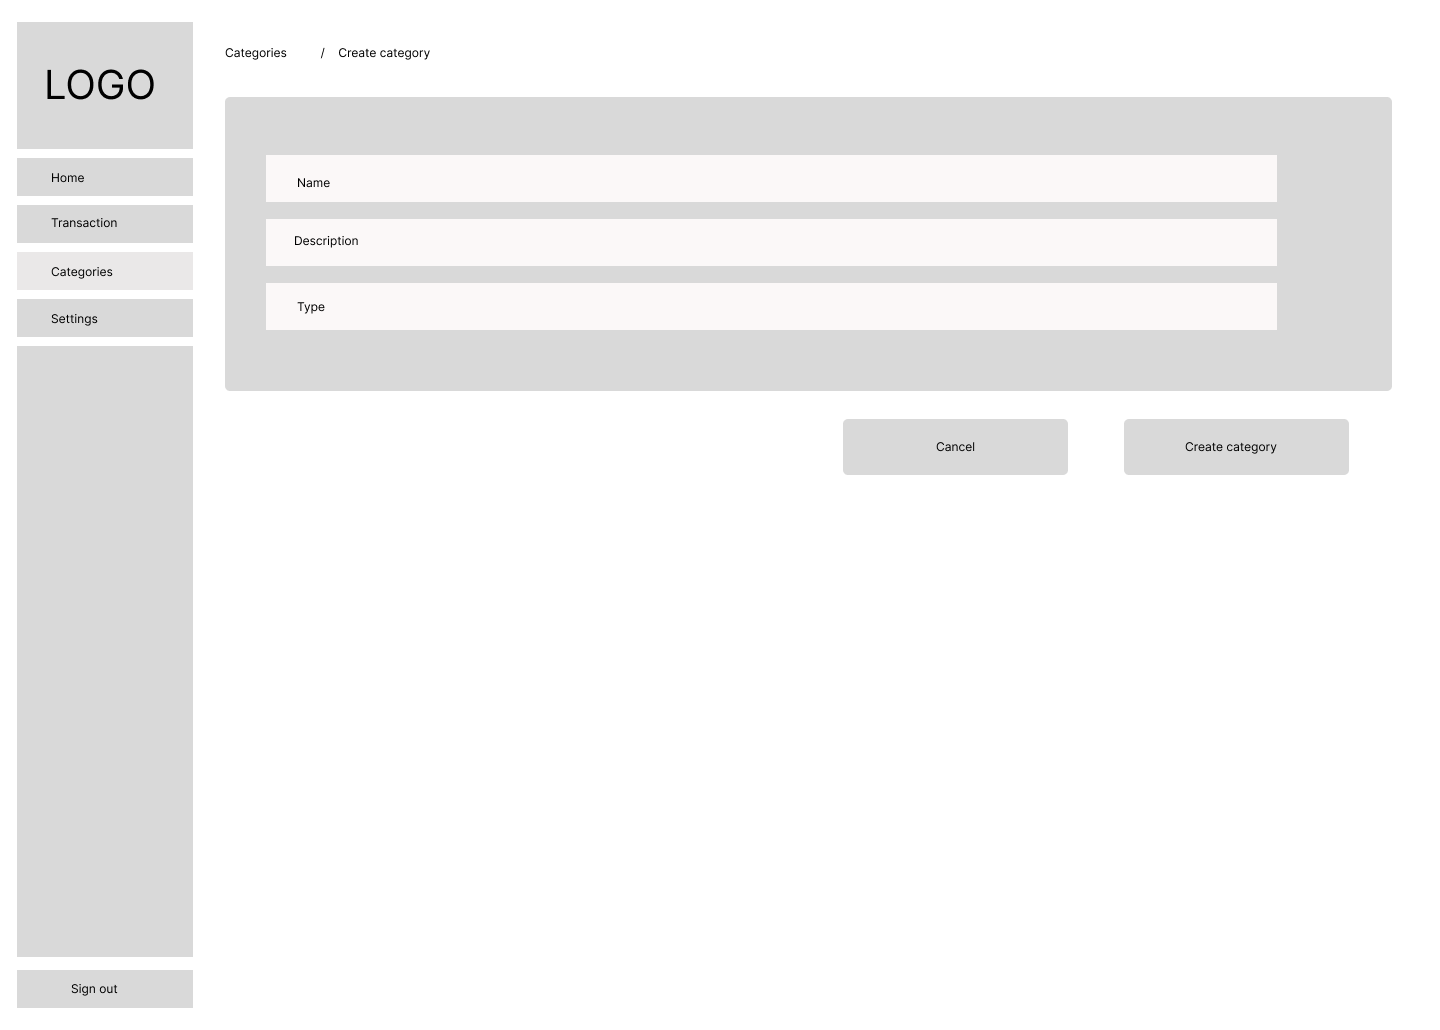 LOGO
Home
Transaction
Categories
Settings
Sign out
Categories / Create category
Name
Description
Type
Cancel
Create category